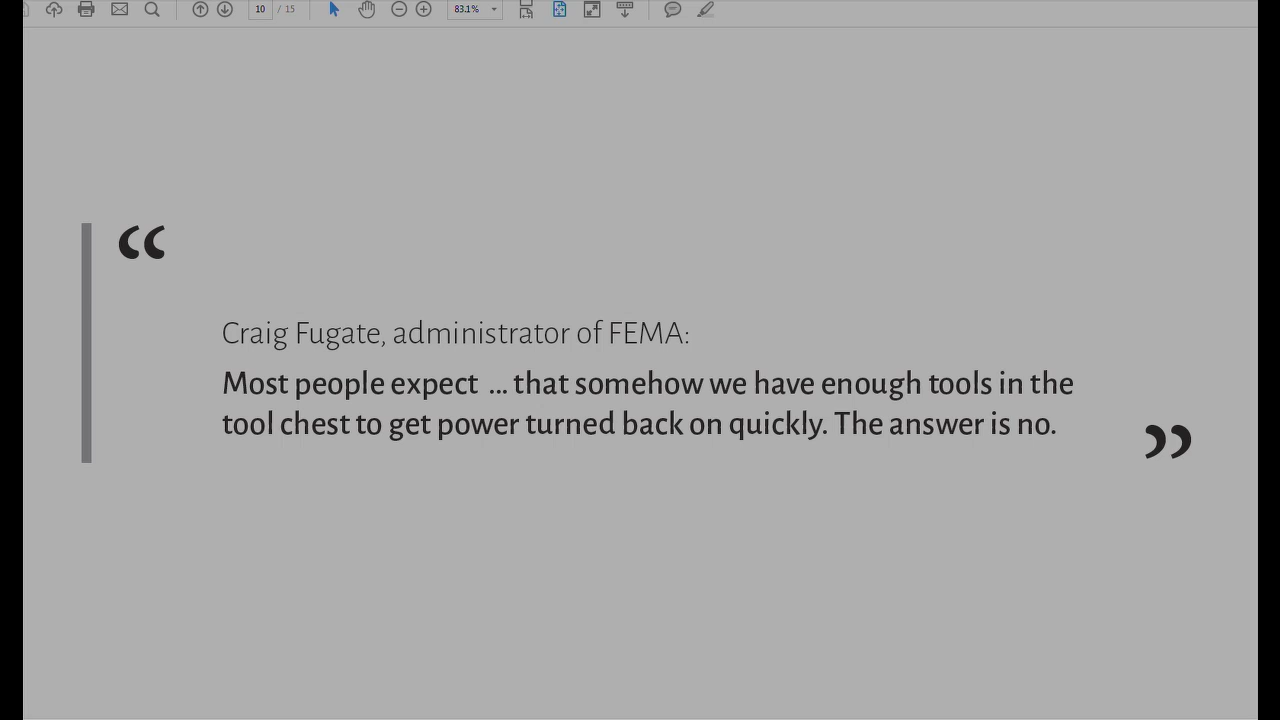 10 / 15
83.1%
“
Craig Fugate, administrator of FEMA:
Most people expect ... that somehow we have enough tools in the
tool chest to get power turned back on quickly. The answer is no.
”